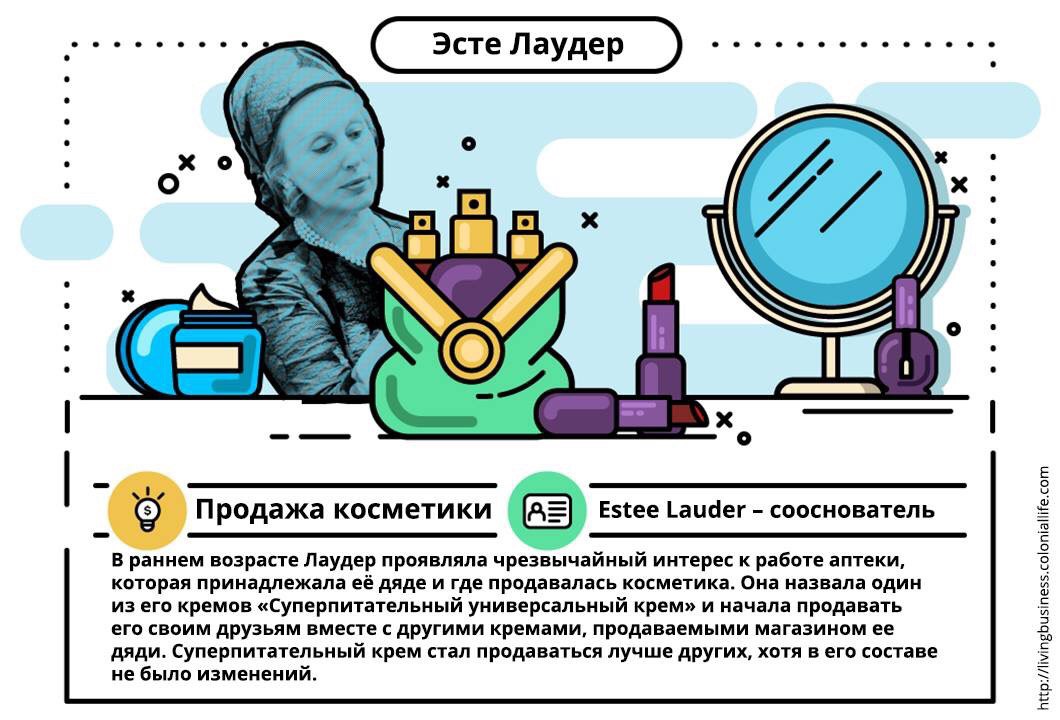 Эсте Лаудер
$
Продажа косметики
Estee Lauder – сооснователь
В раннем возрасте Лаудер проявляла чрезвычайный интерес к работе аптеки,
которая принадлежала её дяде и где продавалась косметика. Она назвала один
из его кремов «Суперпитательный универсальный крем» и начала продавать
его своим друзьям вместе с другими кремами, продаваемыми магазином ее
дяди. Суперпитательный крем стал продаваться лучше других, хотя в его составе
не было изменений.
http://livingbusiness.coloniallife.com